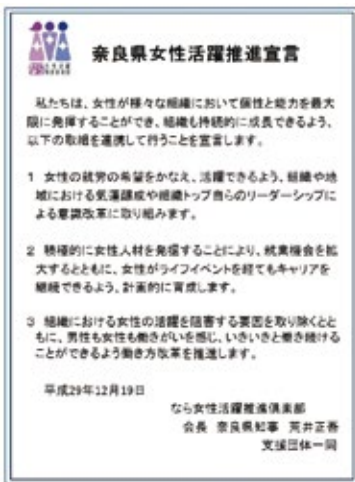 奈良県女性活躍推進宣言
私たちは、女性が様々な組織において個性と能力を最大
限に発揮することができ、組織も持続的に成長できるよう、
以下の取組を連携して行うことを宣言します。
1 女性の就労の希望をかなえ、活躍できるよう、組織や地
域における気運醸成や組織トップ自らのリーダーシップに
よる意識改革に取り組みます。
2 積極的に女性人材を発掘することにより、就業機会を拡
大するとともに、女性がライフイベントを経てもキャリアを
継続できるよう、計画的に育成します。
3 組織における女性の活躍を阻害する要因を取り除くとと
もに、男性も女性も働きがいを感じ、いきいきと働き続ける
ことができるよう働き方改革を推進します。
平成29年12月19日
なら女性活躍推進倶楽部
会長 奈良県知事 荒井正吾
支援団体一同